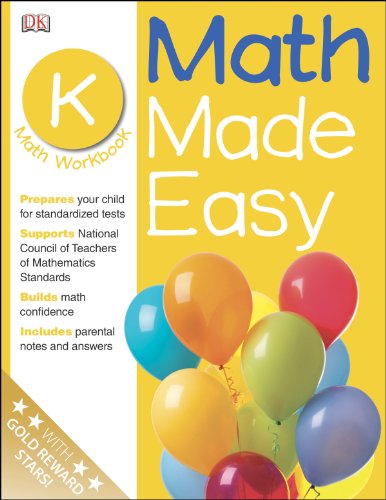 DK
K
Math Workbook
Math
Made
Easy
Prepares your child
for standardized tests
Supports National
Council of Teachers
of Mathematics
Standards
Builds math
confidence
Includes parental
notes and answers
WITH
GOLD REWARD
STARS!